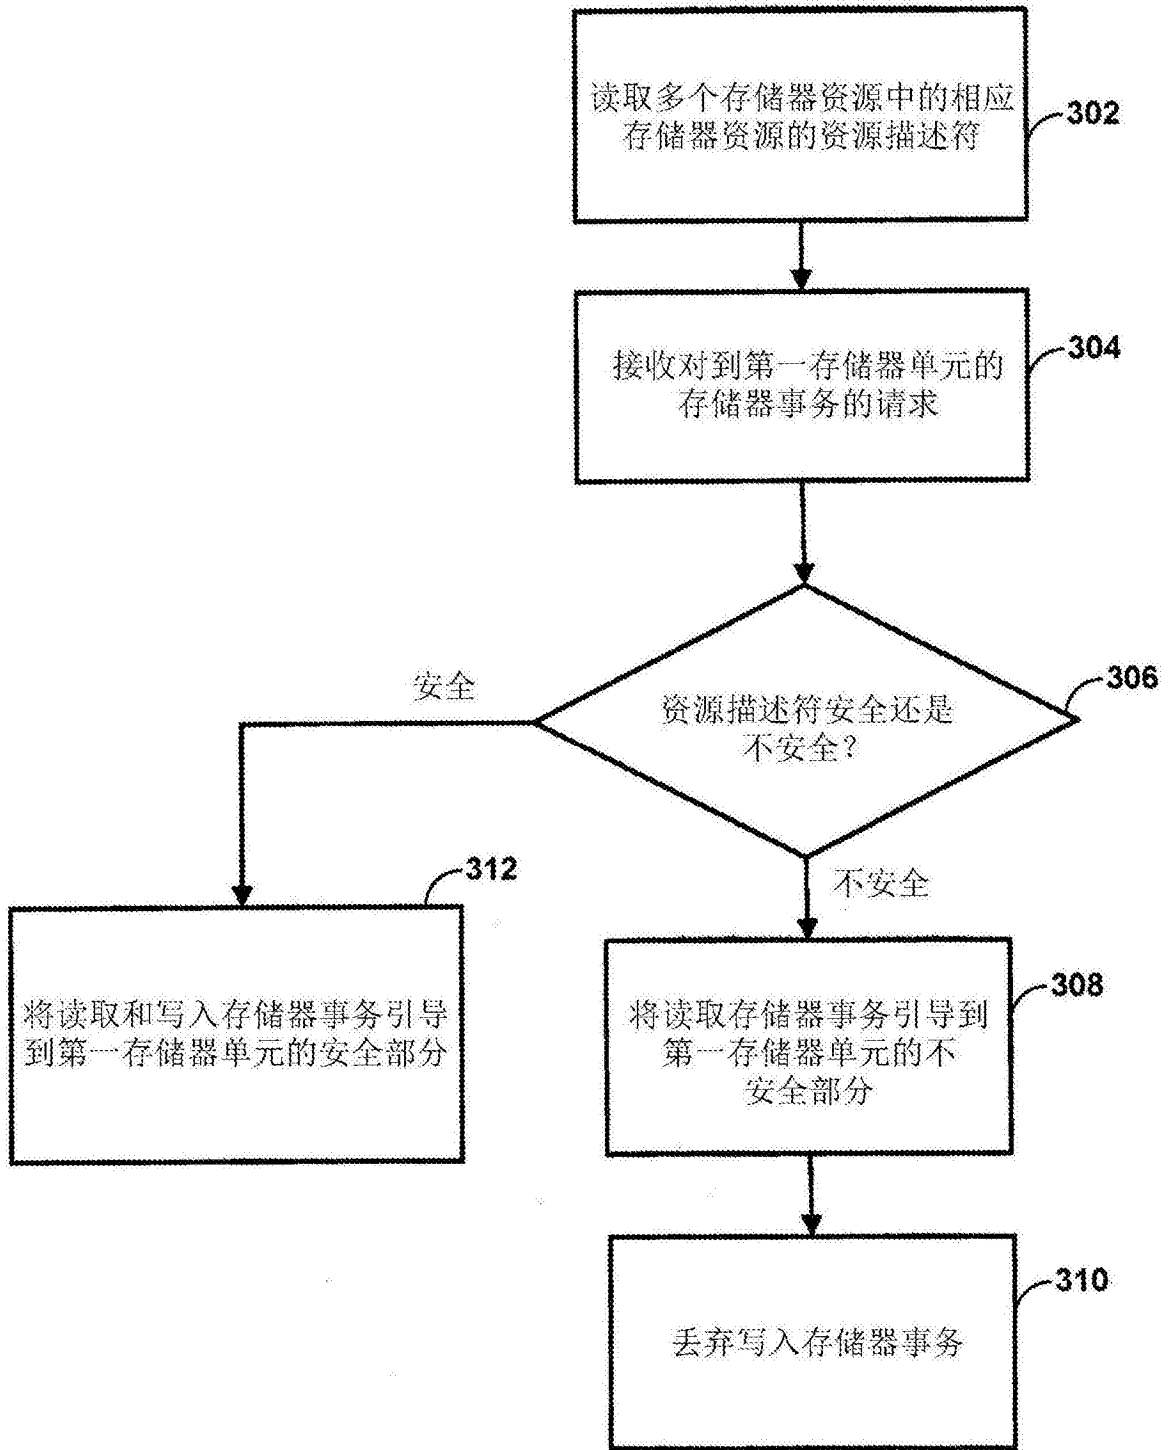 读取多个存储器资源中的相应
存储器资源的资源描述符
302
接收对到第一存储器单元的
存储器事务的请求
304
资源描述符安全还是
不安全？
306
安全
不安全
312
将读取和写入存储器事务引导
到第一存储器单元的安全部分
308
将读取存储器事务引导到
第一存储器单元的不
安全部分
310
丢弃写入存储器事务